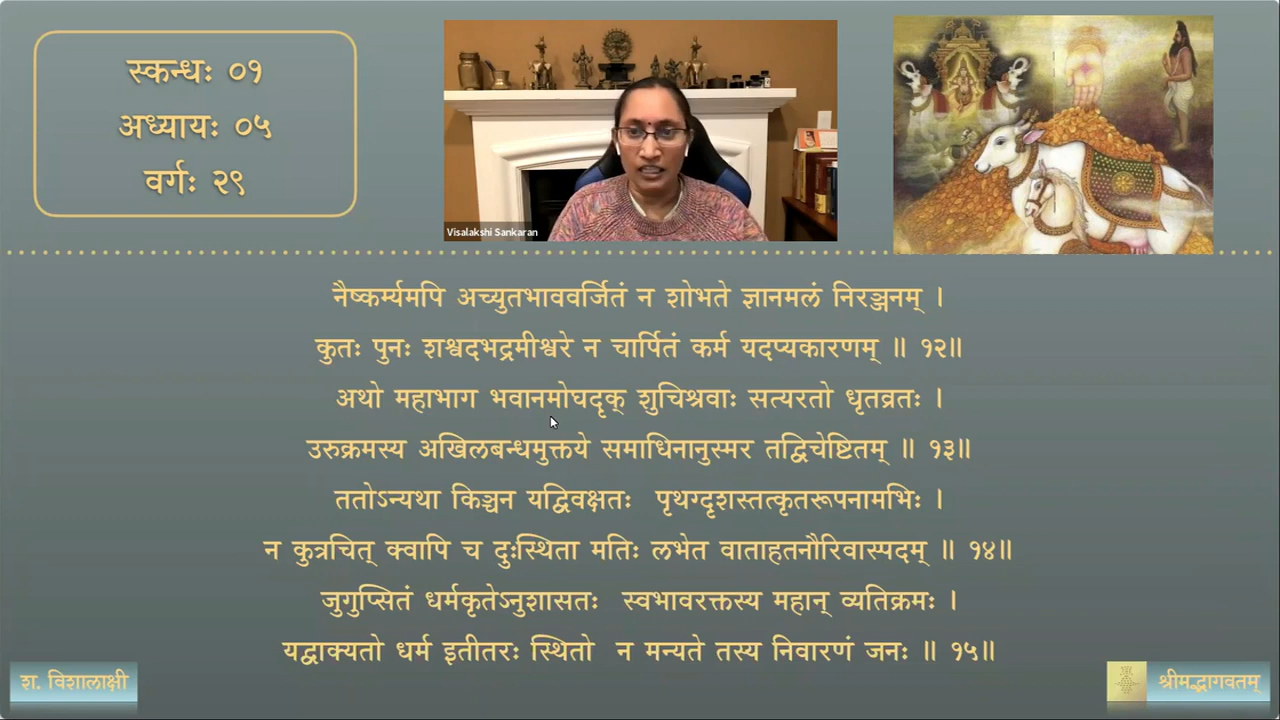 स्कन्धः ०१
अध्यायः ०५
वर्गः २९
Visalakshi Sankaran
नैष्कर्म्यमपि अच्युतभाववर्जितं न शोभते ज्ञानमलं निरञ्जनम् ।
कुतः पुनः शश्वदभद्रमीश्वरे न चार्पितं कर्म यदप्यकारणम् ॥ १२॥
अथो महाभाग भवानमोघदृक् शुचिश्रवाः सत्यरतो धृतव्रतः ।
उरुक्रमस्य अखिलबन्धमुक्तये समाधिनानुस्मर तद्विचेष्टितम् ॥ १३॥
ततोऽन्यथा किञ्चन यद्विवक्षतः पृथग्दृशस्तत्कृतरूपनामभिः ।
न कुत्रचित् क्वापि च दुःस्थिता मतिः लभेत वाताहतनौरिवास्पदम् ॥ १४॥
जुगुप्सितं धर्मकृतेऽनुशासतः स्वभावरक्तस्य महान् व्यतिक्रमः ।
यद्वाक्यतो धर्म इतीतरः स्थितो न मन्यते तस्य निवारणं जनः ॥ १५॥
श. विशालाक्षी
श्रीमद्भागवतम्